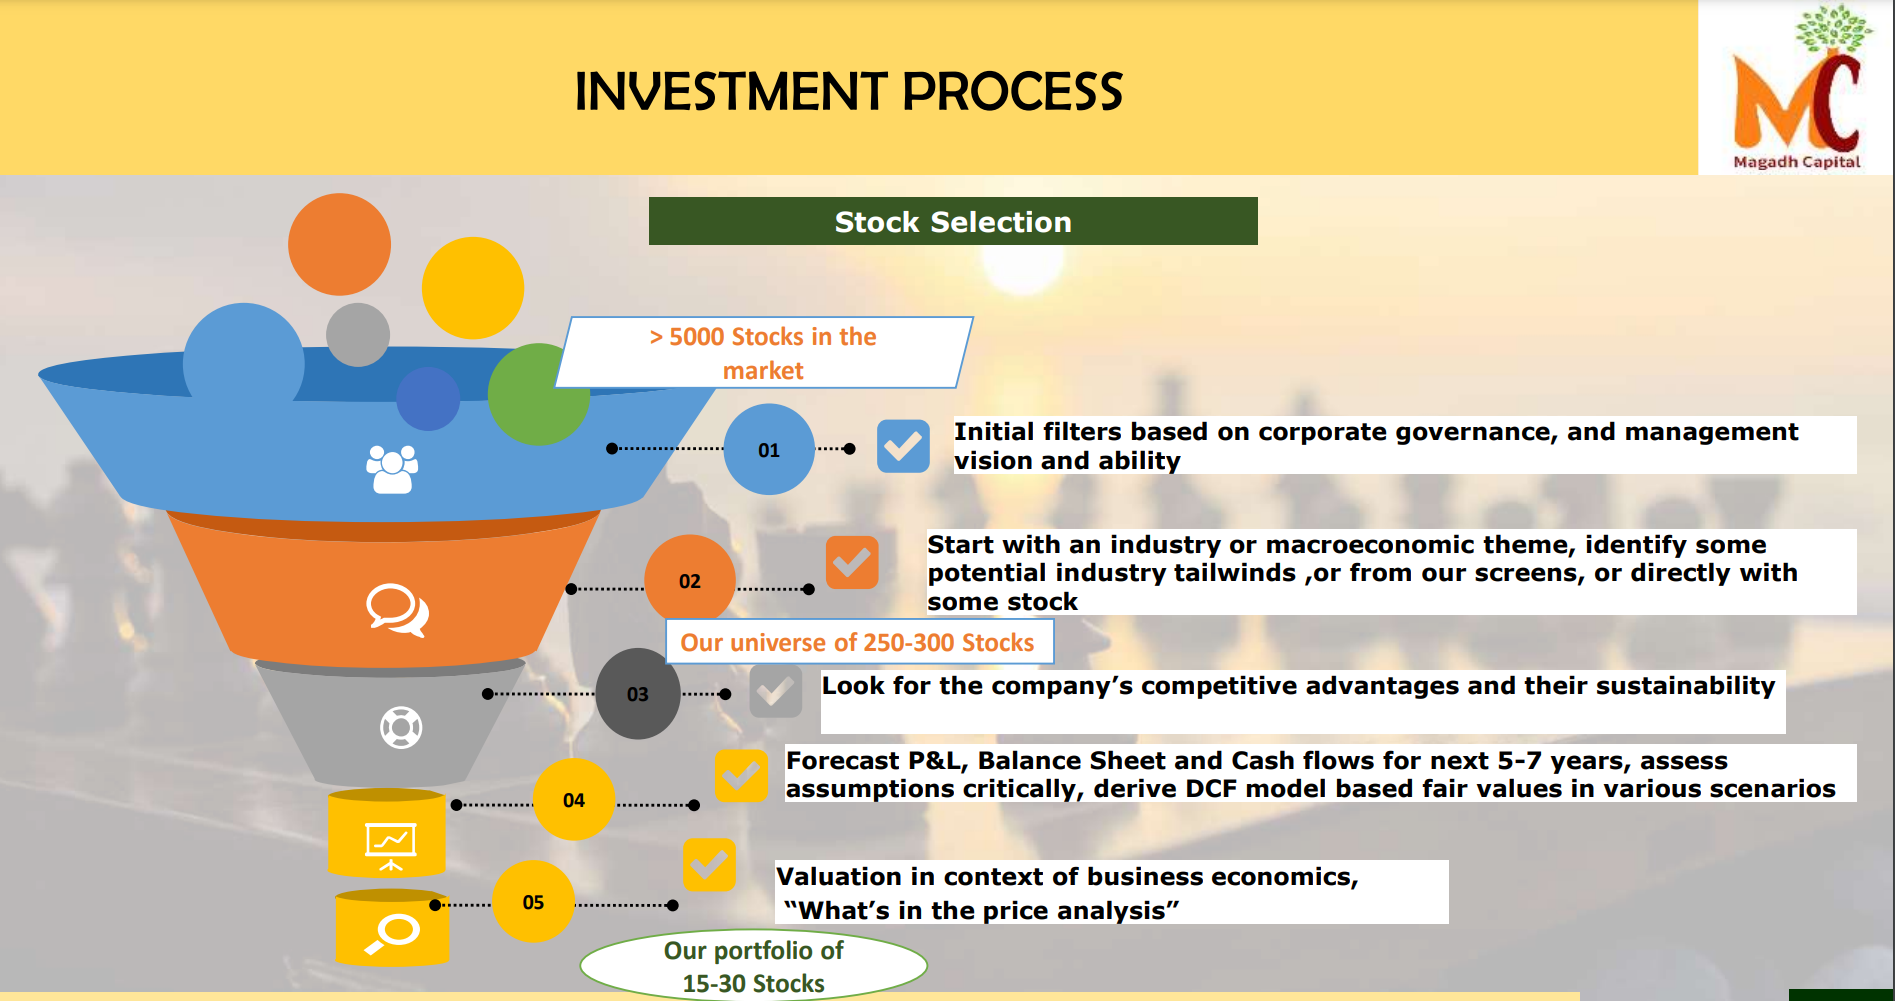 INVESTMENT PROCESS
Magadh Capital
Stock Selection
> 5000 Stocks in the
market
01
Initial filters based on corporate governance, and management
vision and ability
02
Start with an industry or macroeconomic theme, identify some
potential industry tailwinds ,or from our screens, or directly with
some stock
Our universe of 250-300 Stocks
03
Look for the company’s competitive advantages and their sustainability
04
Forecast P&L, Balance Sheet and Cash flows for next 5-7 years, assess
assumptions critically, derive DCF model based fair values in various scenarios
05
Valuation in context of business economics,
“What’s in the price analysis”
Our portfolio of
15-30 Stocks